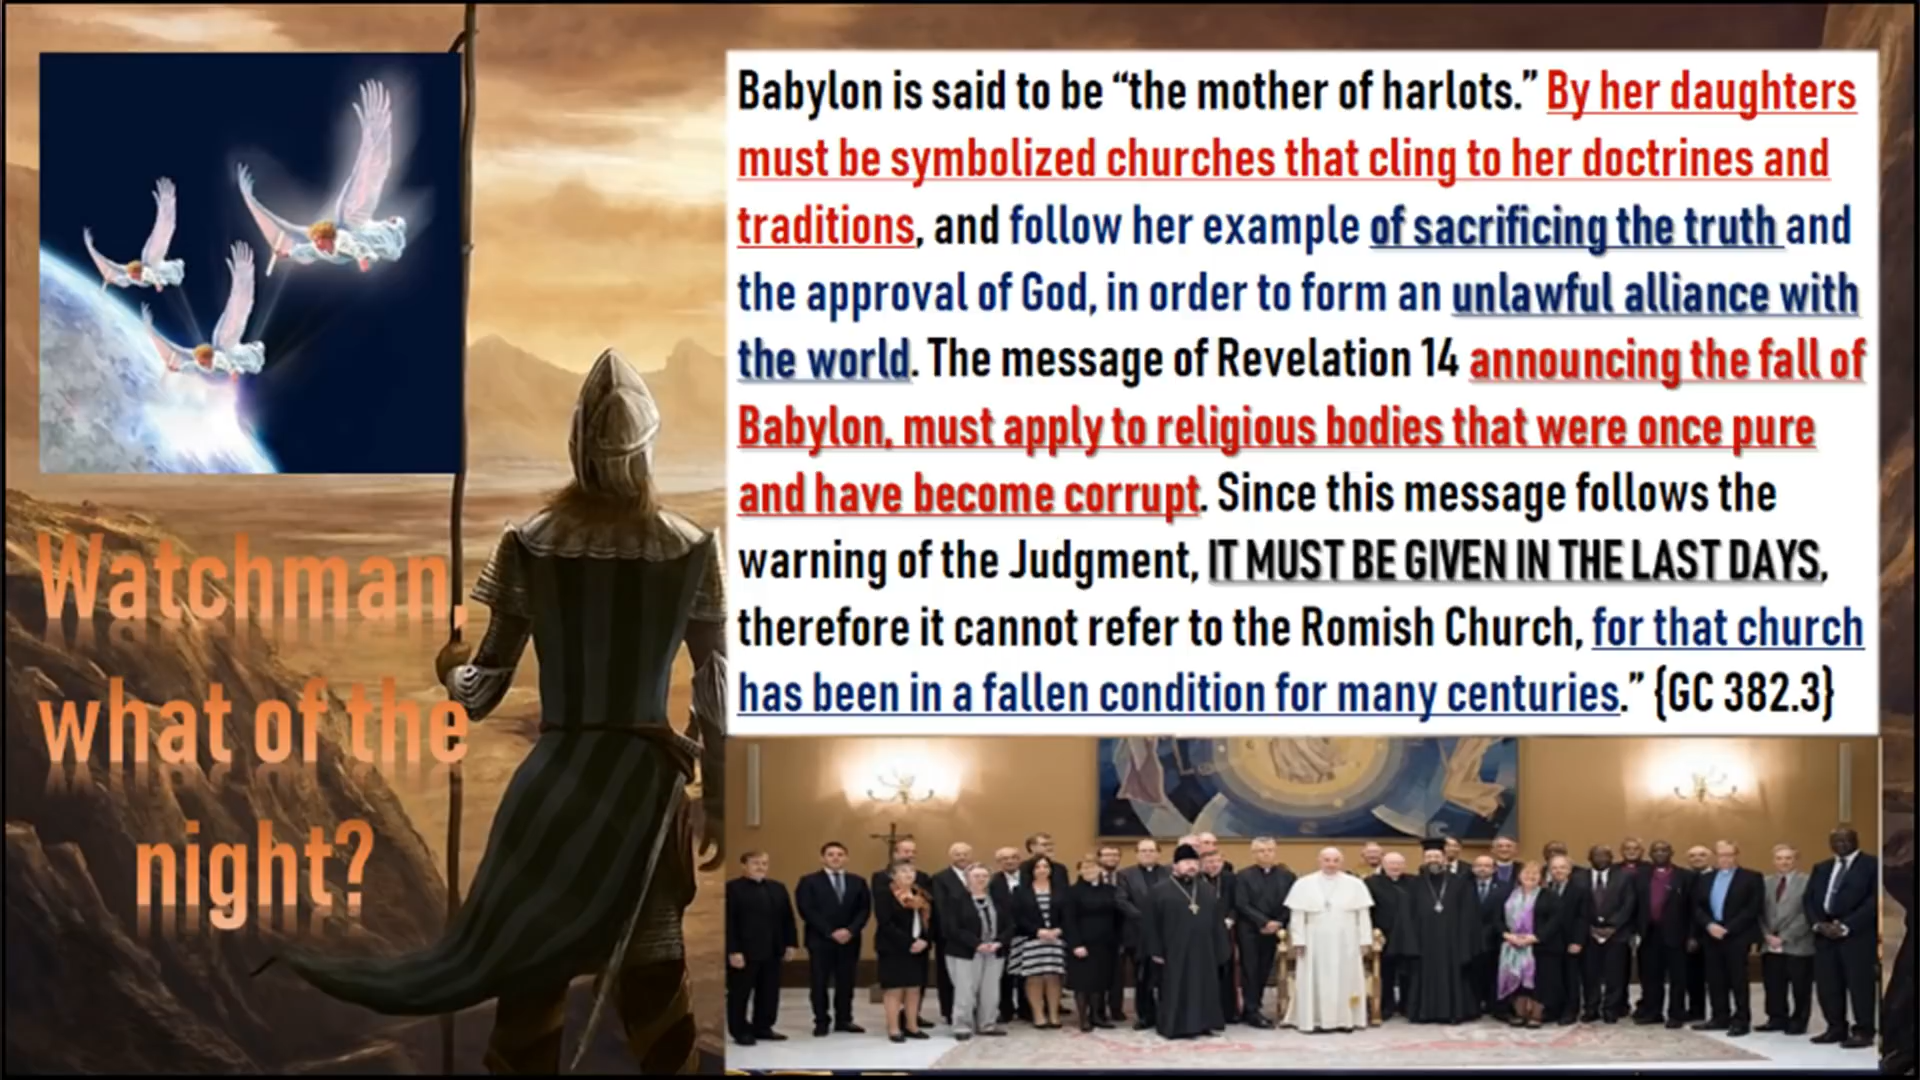 Watchman,
what of the
night?
Babylon is said to be “the mother of harlots.” By her daughters
must be symbolized churches that cling to her doctrines and
traditions, and follow her example of sacrificing the truth and
the approval of God, in order to form an unlawful alliance with
the world. The message of Revelation 14 announcing the fall of
Babylon, must apply to religious bodies that were once pure
and have become corrupt. Since this message follows the
warning of the Judgment, IT MUST BE GIVEN IN THE LAST DAYS,
therefore it cannot refer to the Romish Church, for that church
has been in a fallen condition for many centuries.” {GC 382.3}